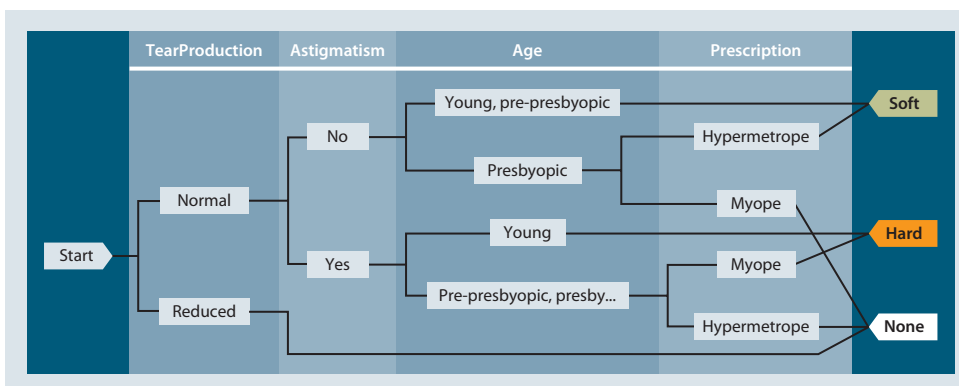 TearProduction Astigmatism Age Prescription
Young, pre-presbyopic Soft
No Hypermetrope
Presbyopic
Normal Myope
Young Hard
Start Yes Myope
Pre-presbyopic, presby...
Reduced Hypermetrope None